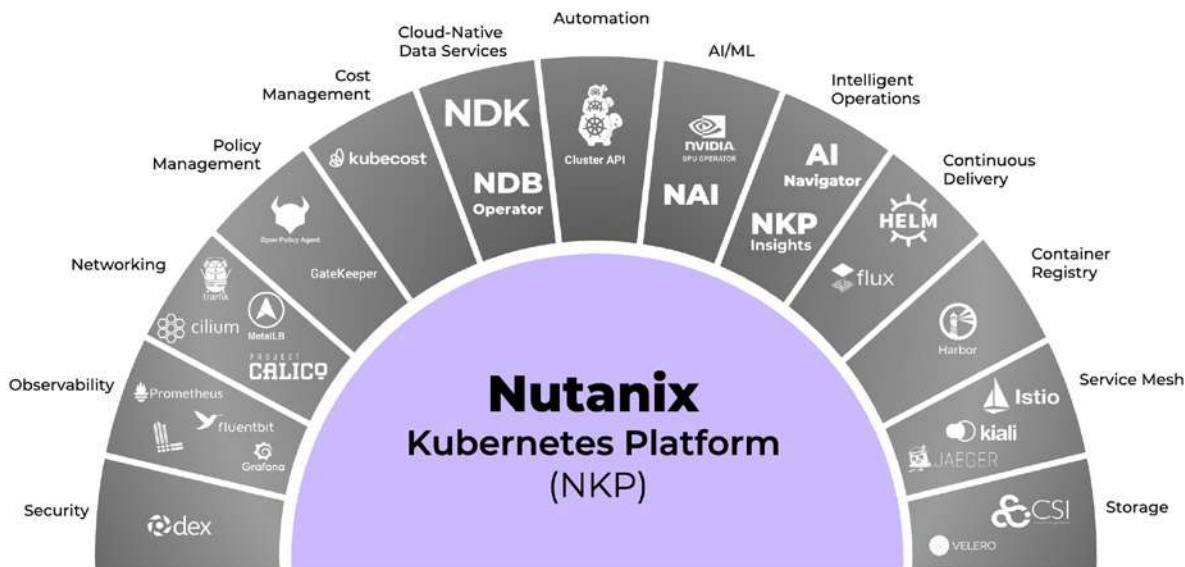 Automation
Cloud-Native
Data Services
AI/ML
Cost
Management
Intelligent
Operations
Policy
Management
Continuous
Delivery
Networking
Container
Registry
Observability
Service Mesh
Security
Storage
dex
Prometheus
fluentbit
Grafana
træfik
cilium
MetalLB
PROJECT
CALICO
Open Policy Agent
GateKeeper
kubecost
NDK
NDB
Operator
Cluster API
NVIDIA
GPU OPERATOR
NAI
AI
Navigator
NKP
Insights
HELM
flux
Harbor
Istio
kiali
JAEGER
CSI
VELERO
Nutanix
Kubernetes Platform
(NKP)